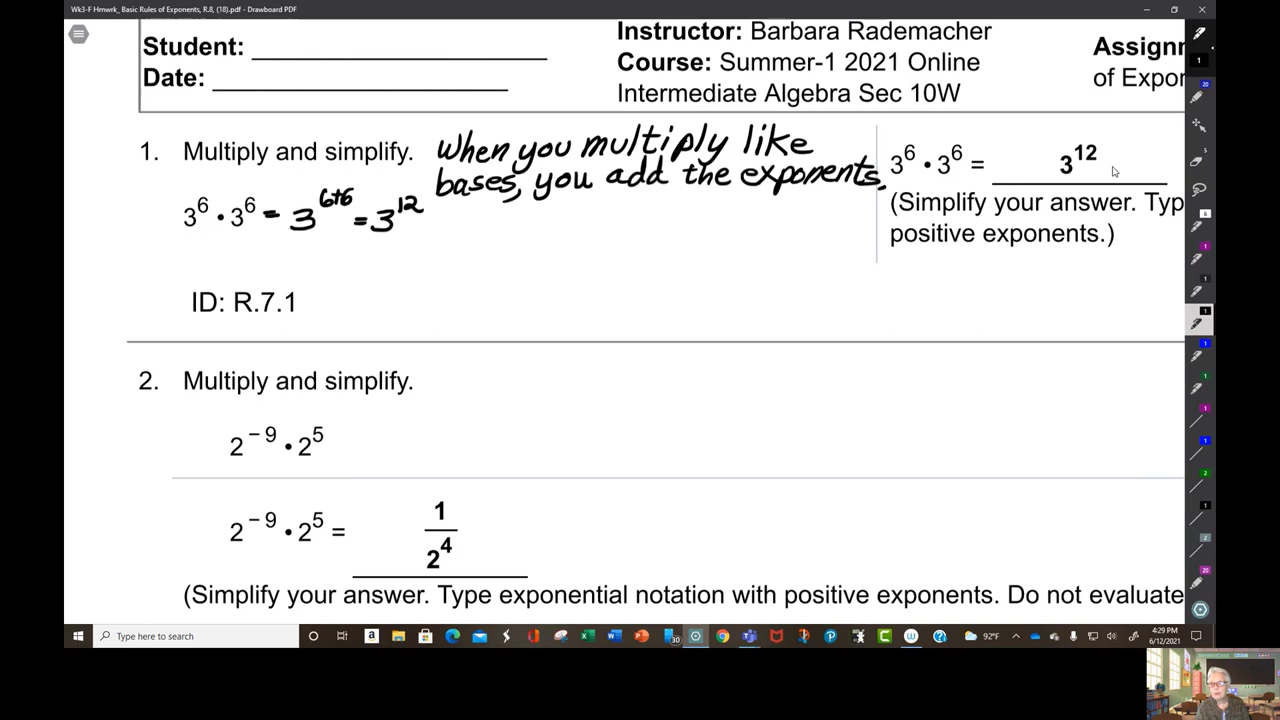 Wk3-F Hmwrk_ Basic Rules of Exponents, R.8, (18).pdf - Drawboard PDF
Student: ____________________
Date: ____________________
Instructor: Barbara Rademacher
Course: Summer-1 2021 Online
Intermediate Algebra Sec 10W
Assignm
of Expon
1. Multiply and simplify.
When you multiply like
bases, you add the exponents.
3⁶ • 3⁶ = 3⁶⁺⁶ = 3¹²
3⁶ • 3⁶ = 3¹²
(Simplify your answer. Typ
positive exponents.)
ID: R.7.1
2. Multiply and simplify.
2⁻⁹ • 2⁵
2⁻⁹ • 2⁵ = 1/2⁴
(Simplify your answer. Type exponential notation with positive exponents. Do not evaluate
Type here to search
30
92°F
4:29 PM
6/12/2021